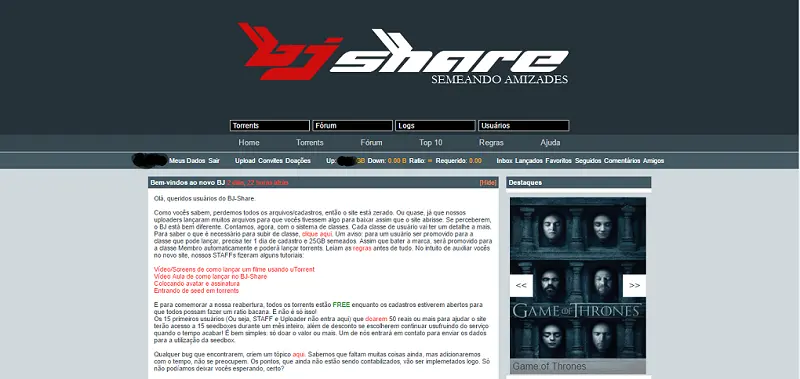 bj share
SEMEANDO AMIZADES
Torrents Fórum Logs Usuários
Home Torrents Fórum Top 10 Regras Ajuda
Meus Dados Sair Upload Convites Doações Up: GB Down: 0.00 B Ratio: ∞ Requerido: 0.00 Inbox Lançados Favoritos Seguidos Comentários Amigos
Bem-vindos ao novo BJ 2 dias, 22 horas atrás [Hide]
Olá, queridos usuários do BJ-Share.
Como vocês sabem, perdemos todos os arquivos/cadastros, então o site está zerado. Ou quase, já que nossos
uploaders lançaram muitos arquivos para que vocês tivessem algo para baixar assim que o site abrisse. Se perceberem,
o BJ está bem diferente. Contamos, agora, com o sistema de classes. Cada classe de usuário vai ter um detalhe a mais.
Para saber o que é necessário para subir de classe, clique aqui. Um aviso: para um usuário ser promovido para a
classe que pode lançar, precisa ter 1 dia de cadastro e 25GB semeados. Assim que bater a marca, será promovido para
a classe Membro automaticamente e poderá lançar torrents. Leiam as regras antes de tudo. No intuito de auxiliar vocês
no novo site, nossos STAFFs fizeram alguns tutoriais:
Vídeo/Screens de como lançar um filme usando uTorrent
Vídeo Aula de como lançar no BJ-Share
Colocando avatar e assinatura
Entrando de seed em torrents
E para comemorar a nossa reabertura, todos os torrents estão FREE enquanto os cadastros estiverem abertos para
que todos possam fazer um ratio bacana. E não é só isso!
Os 15 primeiros usuários (Ou seja, STAFF e Uploader não entra aqui) que doarem 50 reais ou mais para ajudar o site
terão acesso a 15 seedboxes durante um mês inteiro, além de desconto se escolherem continuar usufruindo do serviço
quando o tempo acabar! É bem simples: só doar o valor ou mais. Um de nós entrará em contato para enviar os dados
para a utilização da seedbox.
Qualquer bug que encontrarem, criem um tópico aqui. Sabemos que faltam muitas coisas ainda, mas adicionaremos
com o tempo, não se preocupem. Os pontos, que ainda não estão sendo contabilizados, vão ser implementados logo. Só
não podíamos deixar vocês esperando, certo?
Destaques
<< >>
GAME OF THRONES
Game of Thrones